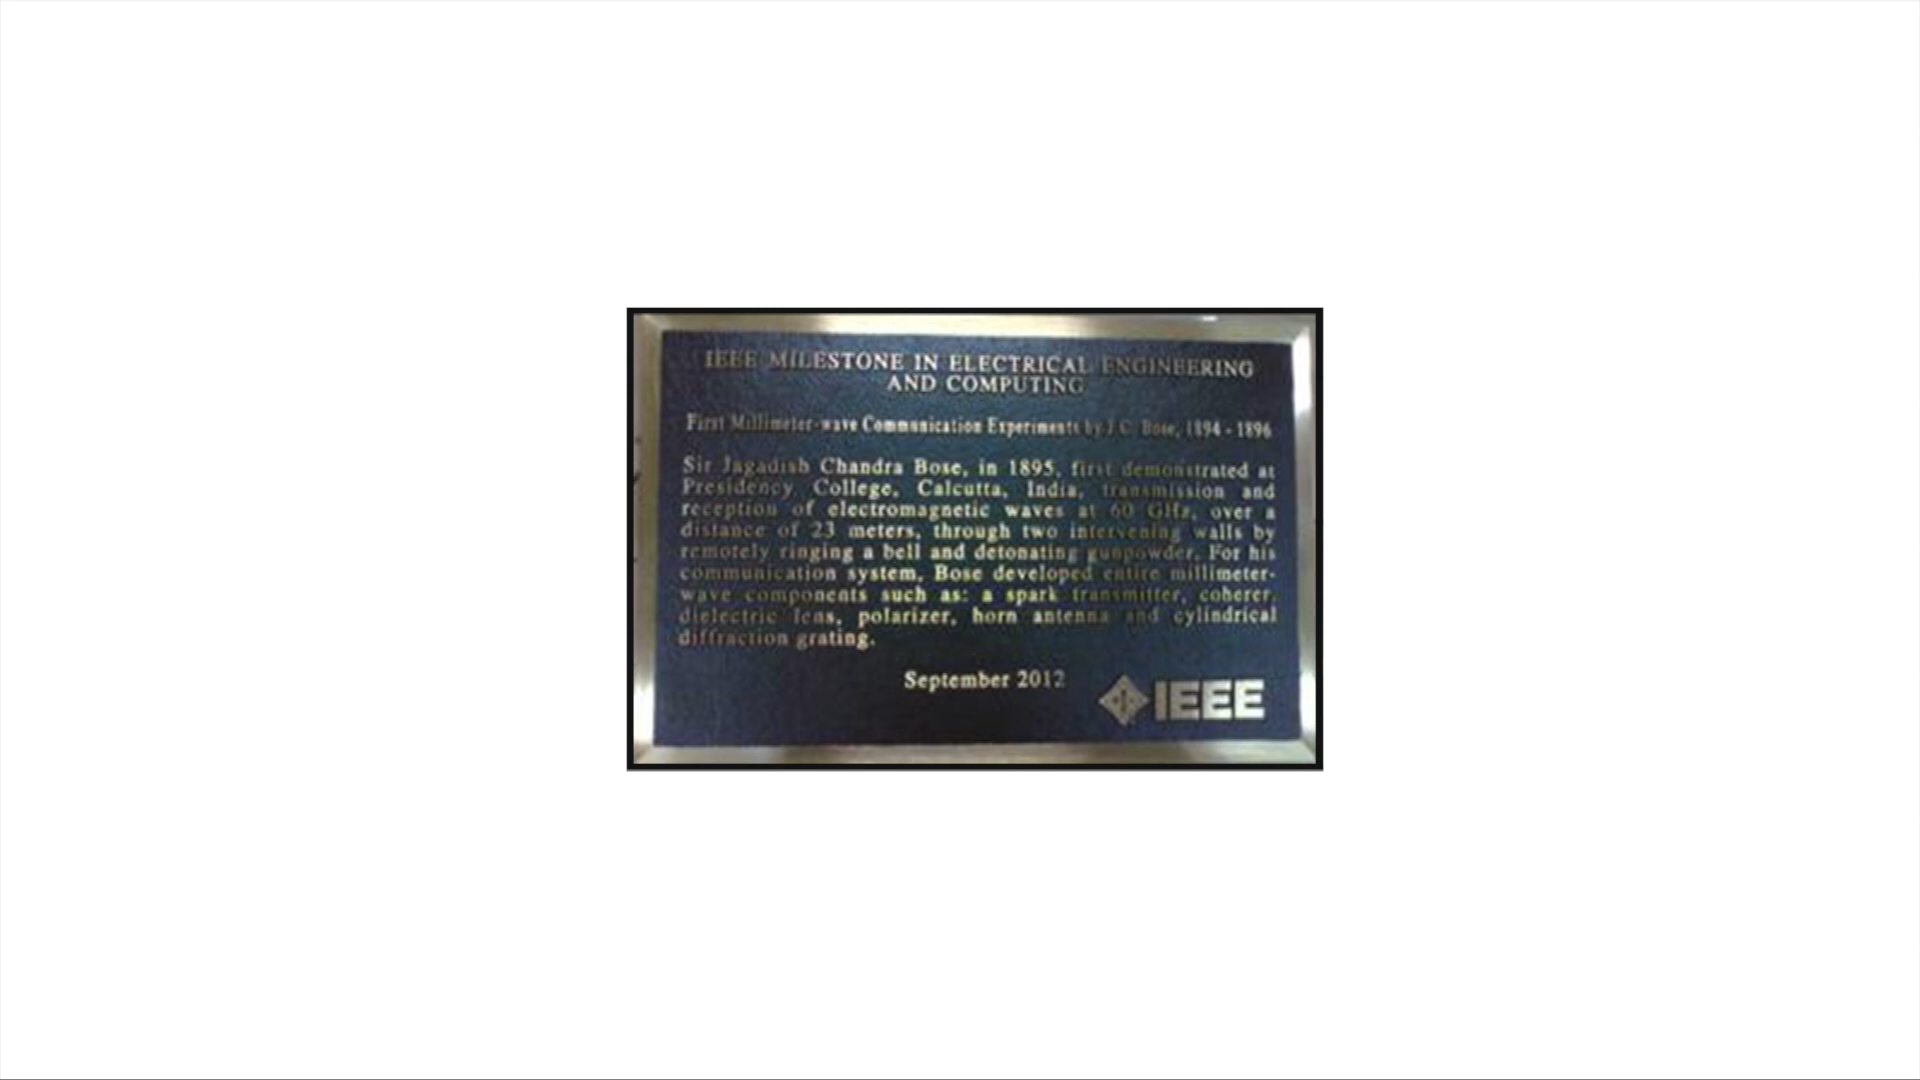 IEEE MILESTONE IN ELECTRICAL ENGINEERING
AND COMPUTING
First Millimeter-wave Communication Experiments by J.C. Bose, 1894 - 1896
Sir Jagadish Chandra Bose, in 1895, first demonstrated at
Presidency College, Calcutta, India, transmission and
reception of electromagnetic waves at 60 GHz, over a
distance of 23 meters, through two intervening walls by
remotely ringing a bell and detonating gunpowder. For his
communication system, Bose developed entire millimeter-
wave components such as: a spark transmitter, coherer,
dielectric lens, polarizer, horn antenna and cylindrical
diffraction grating.
September 2012
IEEE